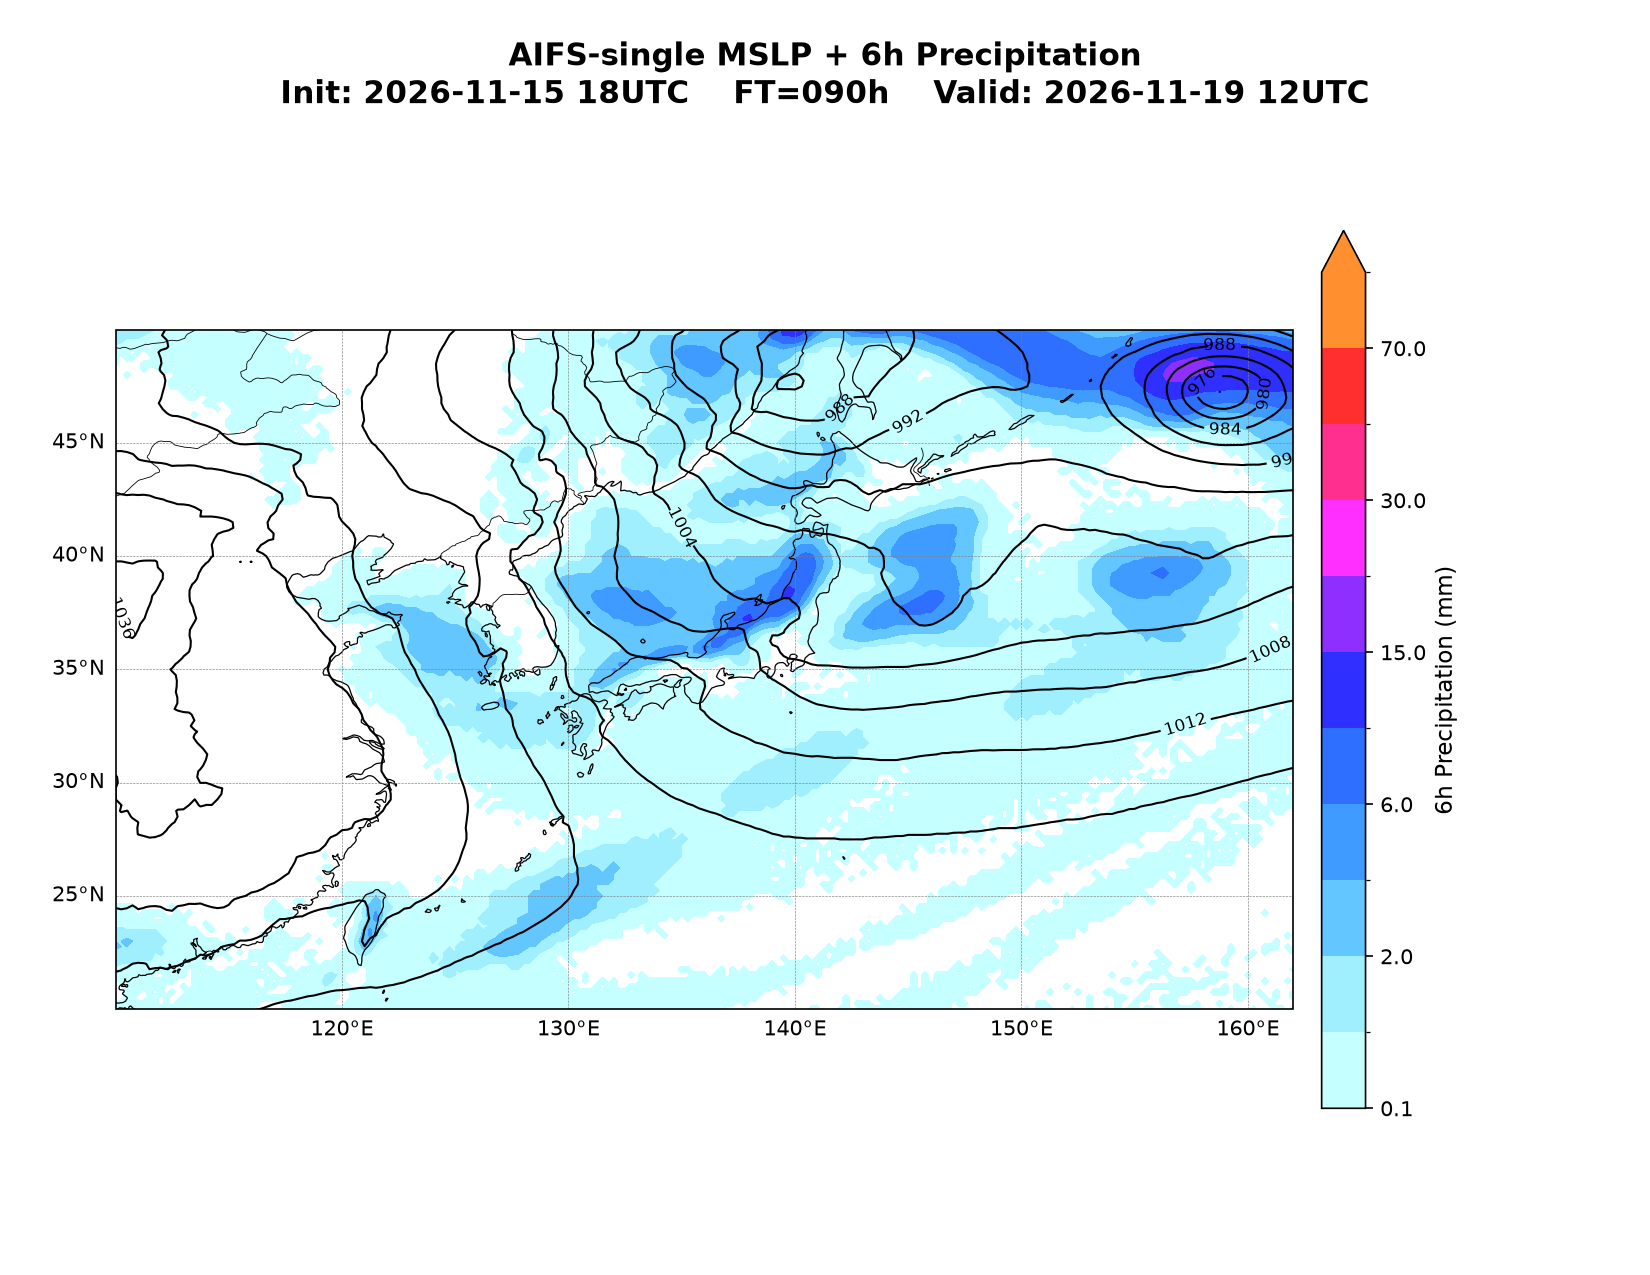 AIFS-single MSLP + 6h Precipitation
Init: 2026-11-15 18UTC    FT=090h    Valid: 2026-11-19 12UTC
988
976
980
984
988
992
99
1004
1036
1008
1012
45°N
40°N
35°N
30°N
25°N
120°E
130°E
140°E
150°E
160°E
70.0
30.0
15.0
6.0
2.0
0.1
6h Precipitation (mm)